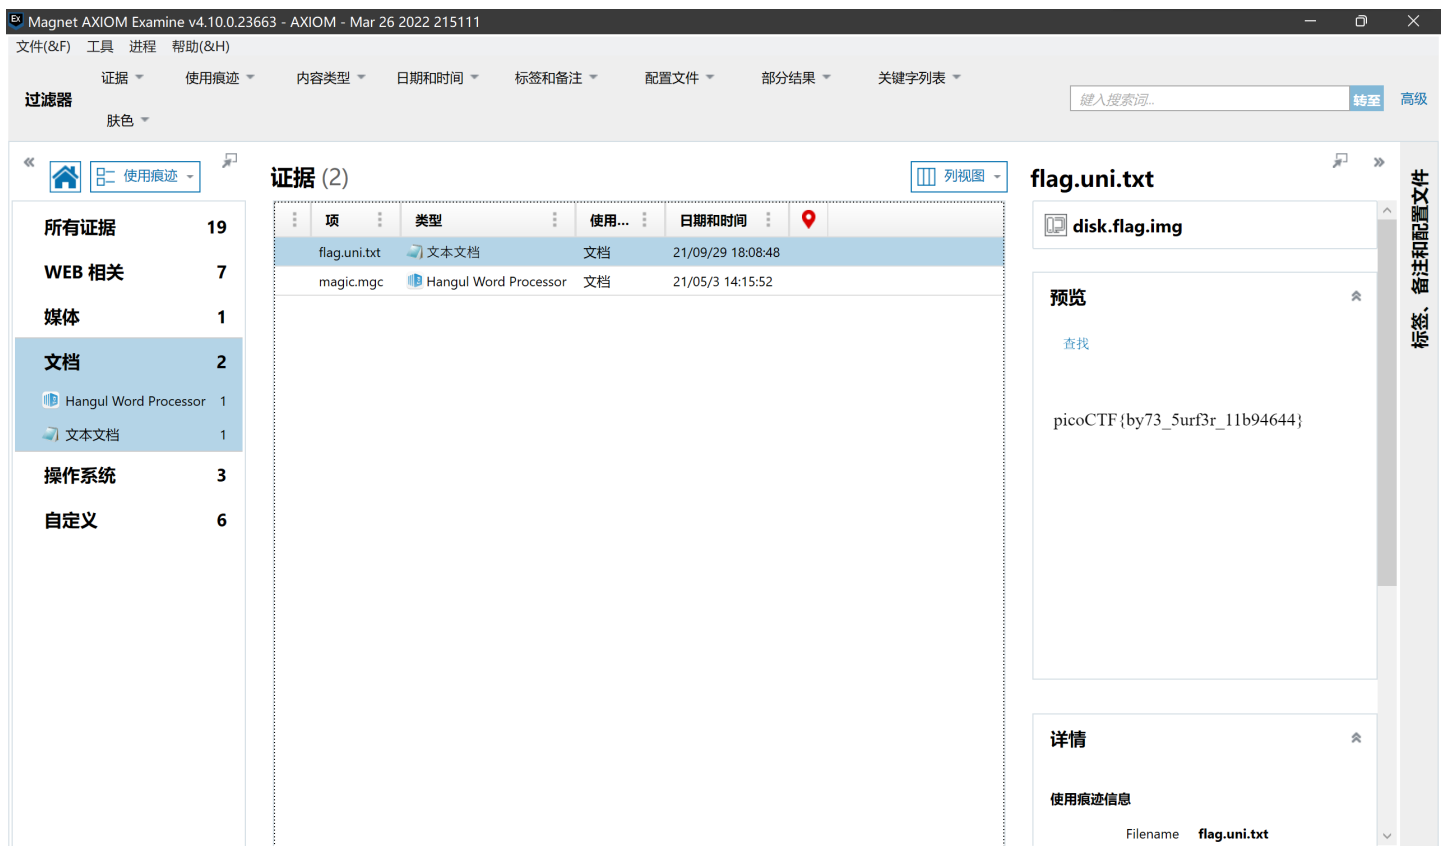 Magnet AXIOM Examine v4.10.0.23663 - AXIOM - Mar 26 2022 215111
文件(&F) 工具 进程 帮助(&H)
过滤器
证据 使用痕迹 内容类型 日期和时间 标签和备注 配置文件 部分结果 关键字列表
肤色
键入搜索词... 转至 高级
使用痕迹
所有证据 19
WEB 相关 7
媒体 1
文档 2
Hangul Word Processor 1
文本文档 1
操作系统 3
自定义 6
证据 (2)
列视图
项 类型 使用... 日期和时间
flag.uni.txt 文本文档 文档 21/09/29 18:08:48
magic.mgc Hangul Word Processor 文档 21/05/3 14:15:52
flag.uni.txt
disk.flag.img
预览
查找
picoCTF{by73_5urf3r_11b94644}
详情
使用痕迹信息
Filename flag.uni.txt
标签、备注和配置文件